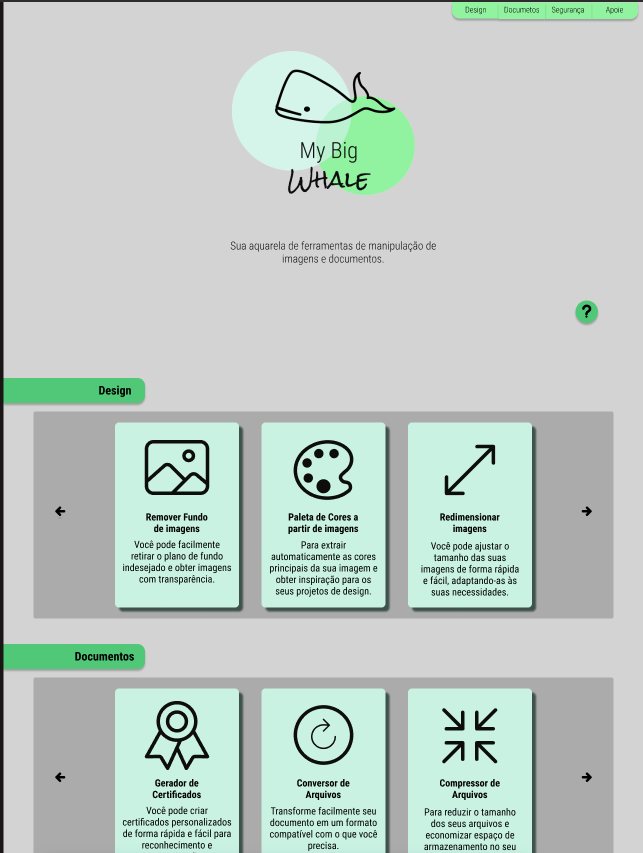 Design Documetos Segurança Apoie
My Big
WHALE
Sua aquarela de ferramentas de manipulação de
imagens e documentos.
?
Design
Remover Fundo
de imagens
Você pode facilmente
retirar o plano de fundo
indesejado e obter imagens
com transparência.
Paleta de Cores a
partir de imagens
Para extrair
automaticamente as cores
principais da sua imagem e
obter inspiração para os
seus projetos de design.
Redimensionar
imagens
Você pode ajustar o
tamanho das suas
imagens de forma rápida
e fácil, adaptando-as às
suas necessidades.
Documentos
Gerador de
Certificados
Você pode criar
certificados personalizados
de forma rápida e fácil para
reconhecimento e
Conversor de
Arquivos
Transforme facilmente seu
documento em um formato
compatível com o que você
precisa.
Compressor de
Arquivos
Para reduzir o tamanho
dos seus arquivos e
economizar espaço de
armazenamento no seu